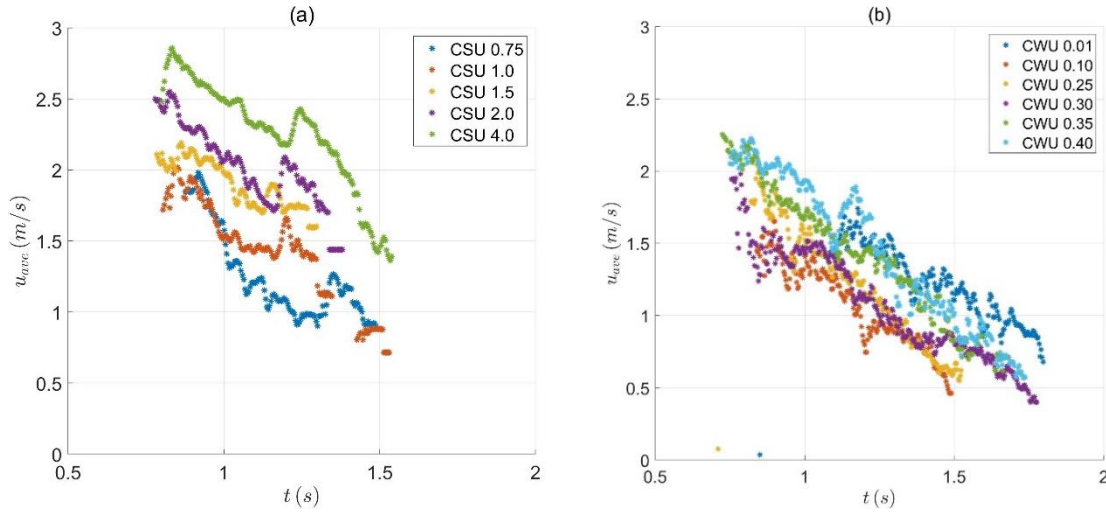 (a)
3
2.5
2
1.5
1
0.5
0
u_ave (m/s)
0.5 1 1.5 2
t (s)
CSU 0.75
CSU 1.0
CSU 1.5
CSU 2.0
CSU 4.0
(b)
3
2.5
2
1.5
1
0.5
0
u_ave (m/s)
0.5 1 1.5 2
t (s)
CWU 0.01
CWU 0.10
CWU 0.25
CWU 0.30
CWU 0.35
CWU 0.40